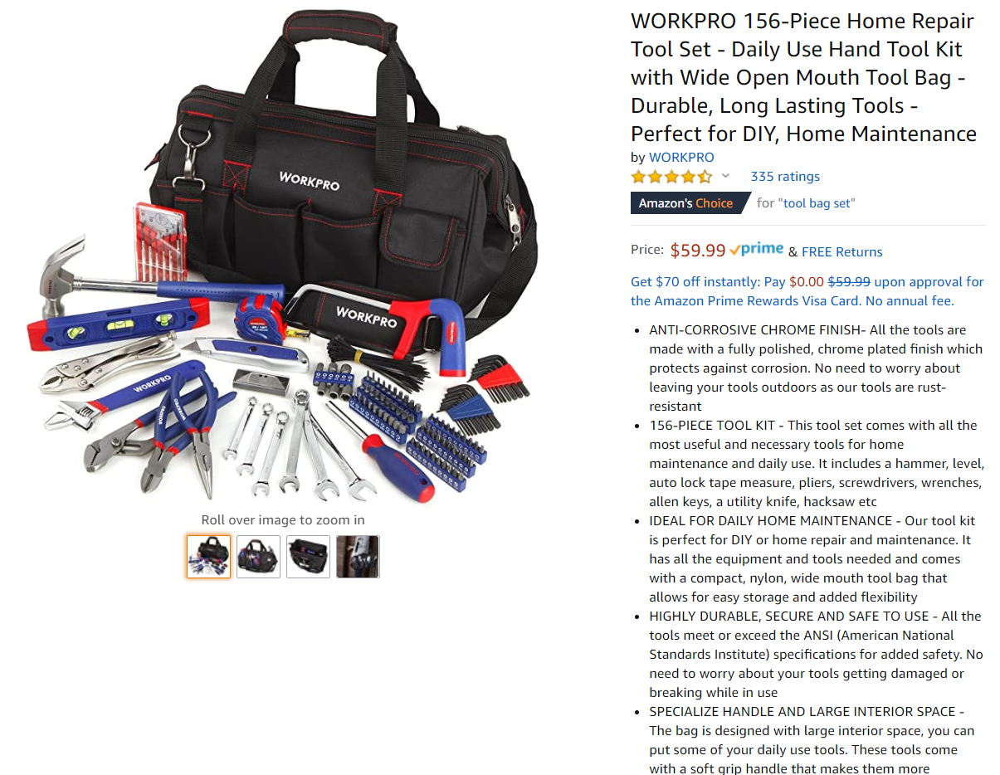 WORKPRO 156-Piece Home Repair
Tool Set - Daily Use Hand Tool Kit
with Wide Open Mouth Tool Bag -
Durable, Long Lasting Tools -
Perfect for DIY, Home Maintenance
by WORKPRO
335 ratings
Amazon's Choice for "tool bag set"
Price: $59.99 prime & FREE Returns
Get $70 off instantly: Pay $0.00 $59.99 upon approval for
the Amazon Prime Rewards Visa Card. No annual fee.
• ANTI-CORROSIVE CHROME FINISH- All the tools are
made with a fully polished, chrome plated finish which
protects against corrosion. No need to worry about
leaving your tools outdoors as our tools are rust-
resistant
• 156-PIECE TOOL KIT - This tool set comes with all the
most useful and necessary tools for home
maintenance and daily use. It includes a hammer, level,
auto lock tape measure, pliers, screwdrivers, wrenches,
allen keys, a utility knife, hacksaw etc
• IDEAL FOR DAILY HOME MAINTENANCE - Our tool kit
is perfect for DIY or home repair and maintenance. It
has all the equipment and tools needed and comes
with a compact, nylon, wide mouth tool bag that
allows for easy storage and added flexibility
• HIGHLY DURABLE, SECURE AND SAFE TO USE - All the
tools meet or exceed the ANSI (American National
Standards Institute) specifications for added safety. No
need to worry about your tools getting damaged or
breaking while in use
• SPECIALIZE HANDLE AND LARGE INTERIOR SPACE -
The bag is designed with large interior space, you can
put some of your daily use tools. These tools come
with a soft grip handle that makes them more
WORKPRO
WORKPRO
WORKPRO
WORKPRO
Roll over image to zoom in